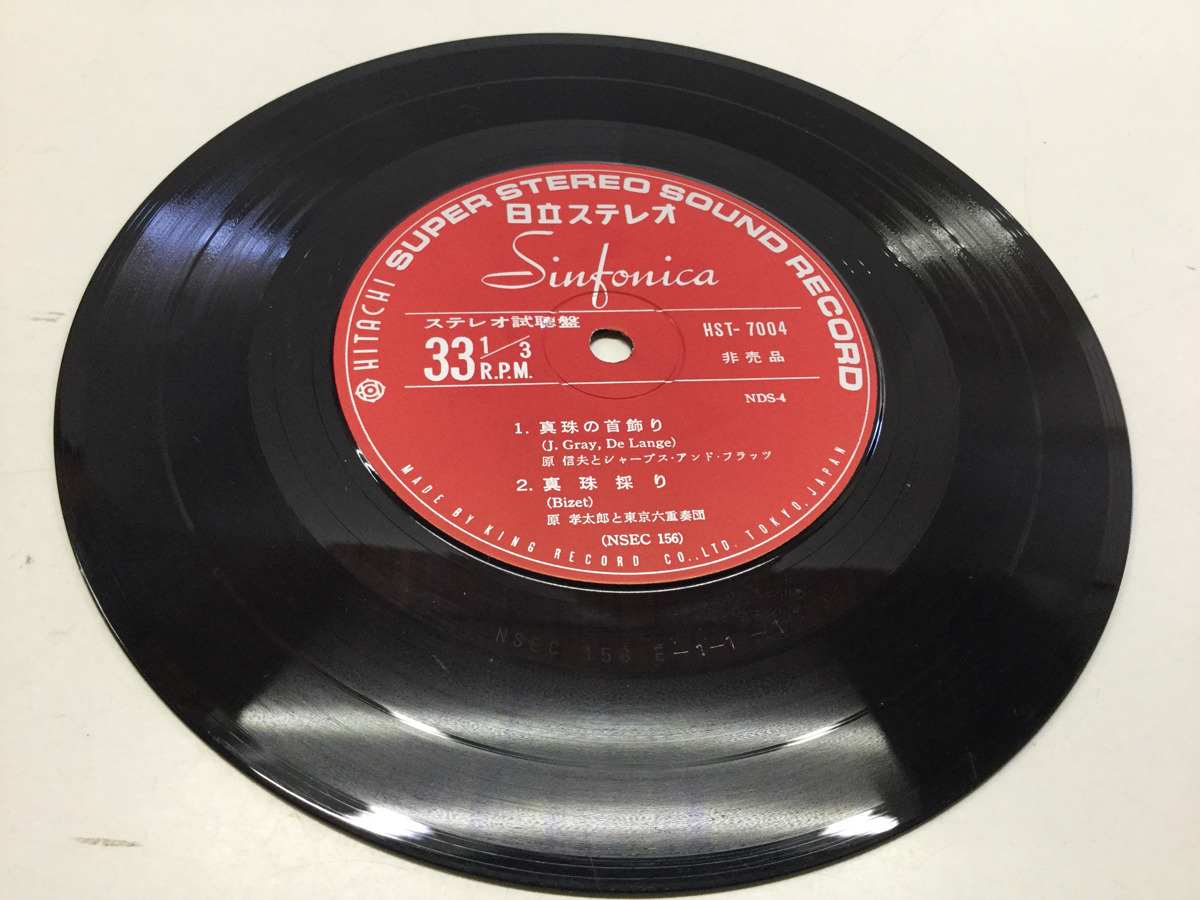 HITACHI SUPER STEREO SOUND RECORD
日立ステレオ
Sinfonica
ステレオ試聴盤
33 1/3 R.P.M.
HST-7004
非売品
NDS-4
1. 真珠の首飾り
(J. Gray, De Lange)
原 信夫とシャープス・アンド・フラッツ
2. 真珠採り
(Bizet)
原 孝太郎と東京六重奏団
(NSEC 156)
MADE BY KING RECORD CO., LTD. TOKYO, JAPAN
NSEC 156